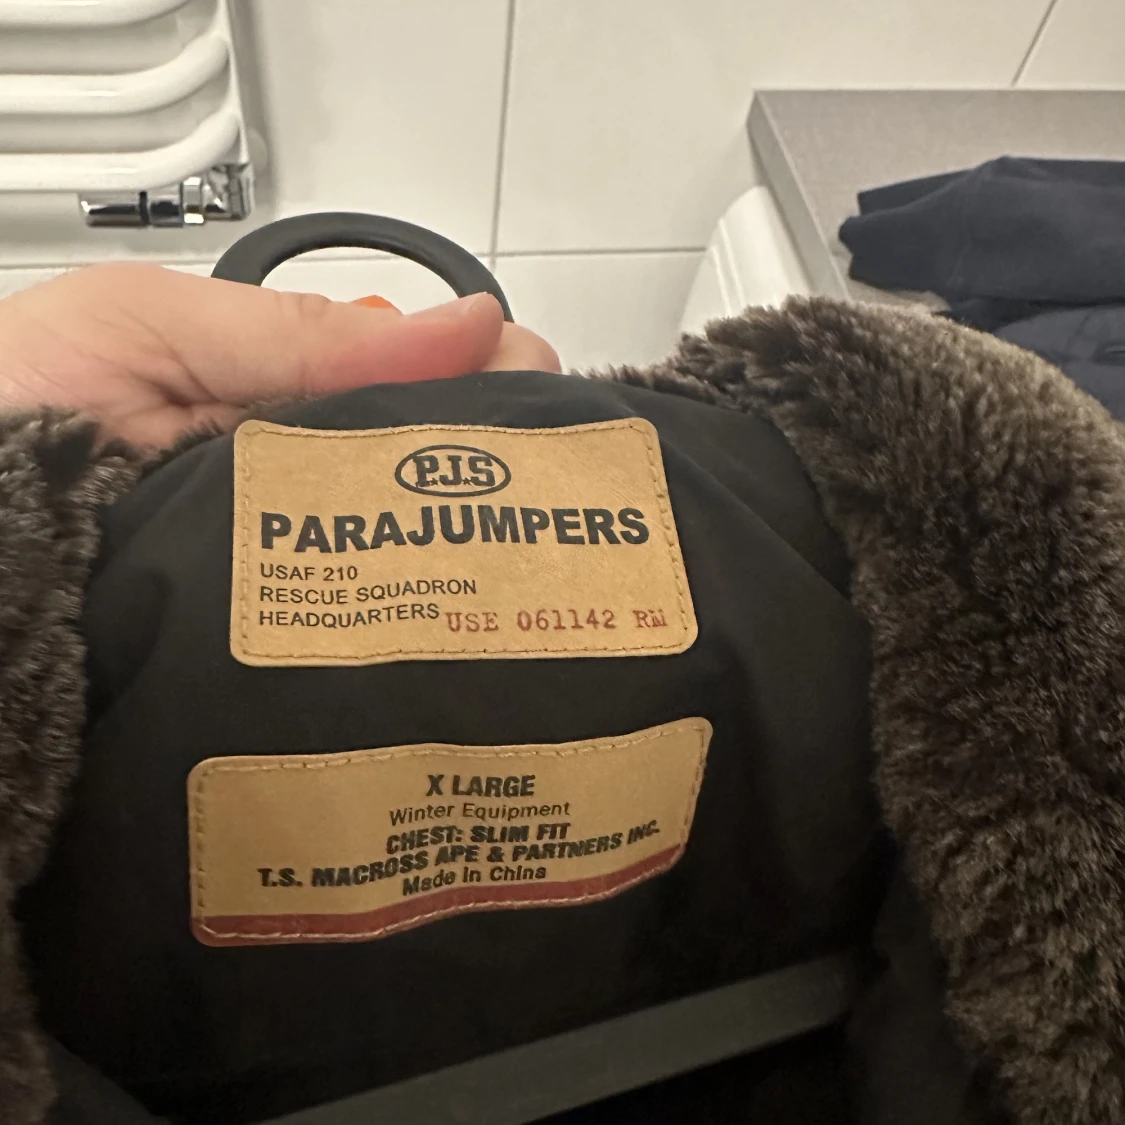 P.J.S
PARAJUMPERS
USAF 210
RESCUE SQUADRON
HEADQUARTERS USE 061142 RM
X LARGE
Winter Equipment
CHEST: SLIM FIT
T.S. MACROSS APE & PARTNERS INC.
Made in China